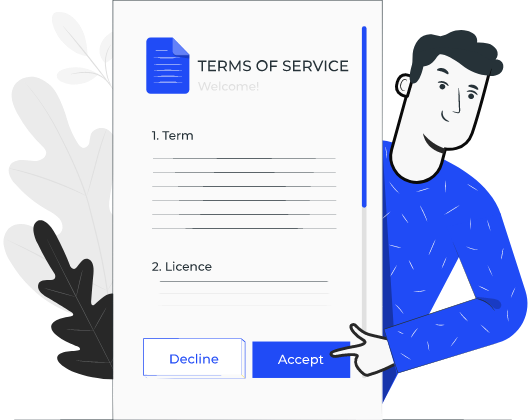 TERMS OF SERVICE
Welcome!
1. Term
2. Licence
Decline
Accept